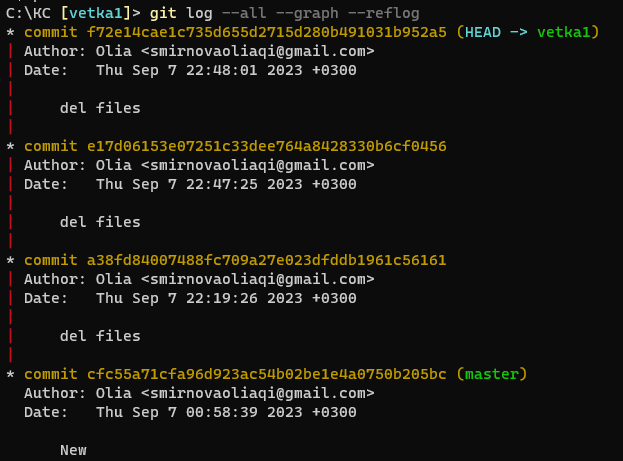 C:\KC [vetka1]> git log --all --graph --reflog
* commit f72e14cae1c735d655d2715d280b491031b952a5 (HEAD -> vetka1)
| Author: Olia <smirnovaoliaqi@gmail.com>
| Date:   Thu Sep 7 22:48:01 2023 +0300
|
|     del files
|
* commit e17d06153e07251c33dee764a8428330b6cf0456
| Author: Olia <smirnovaoliaqi@gmail.com>
| Date:   Thu Sep 7 22:47:25 2023 +0300
|
|     del files
|
* commit a38fd84007488fc709a27e023dfddb1961c56161
| Author: Olia <smirnovaoliaqi@gmail.com>
| Date:   Thu Sep 7 22:19:26 2023 +0300
|
|     del files
|
* commit cfc55a71cfa96d923ac54b02be1e4a0750b205bc (master)
  Author: Olia <smirnovaoliaqi@gmail.com>
  Date:   Thu Sep 7 00:58:39 2023 +0300

      New